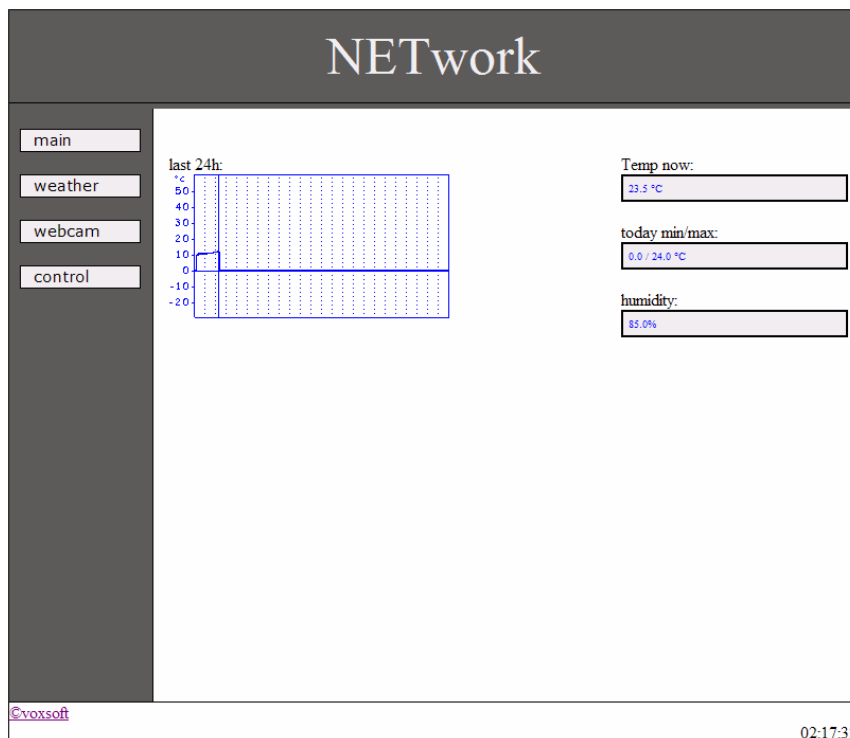 NETwork
main
weather
webcam
control
last 24h:
°C
50
40
30
20
10
0
-10
-20
Temp now:
23.5 °C
today min/max:
0.0 / 24.0 °C
humidity:
85.0%
©voxsoft
02:17:3